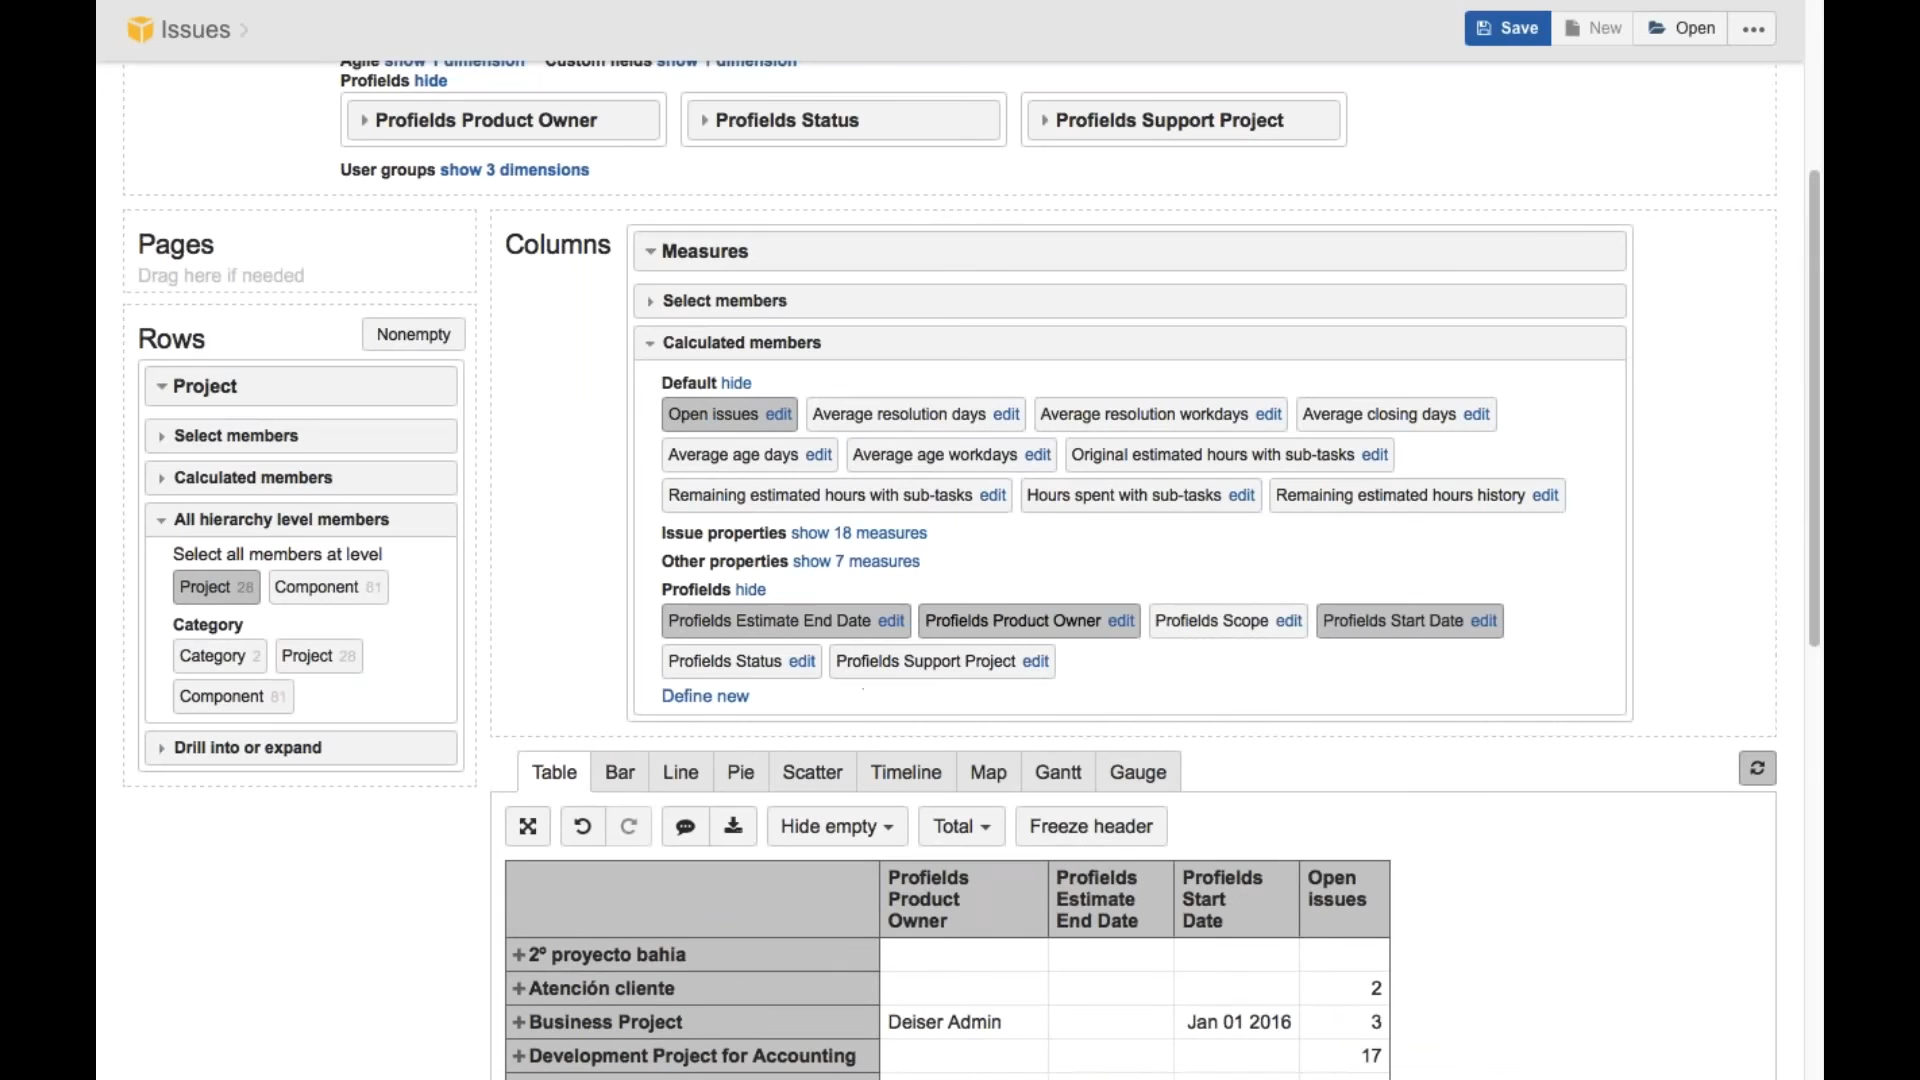 Issues
Save
New
Open
Agile show 1 dimension Custom fields show 1 dimension
Profields hide
Profields Product Owner
Profields Status
Profields Support Project
User groups show 3 dimensions
Pages
Drag here if needed
Rows
Nonempty
Project
Select members
Calculated members
All hierarchy level members
Select all members at level
Project 28
Component 81
Category
Category 2
Project 28
Component 81
Drill into or expand
Columns
Measures
Select members
Calculated members
Default hide
Open issues edit
Average resolution days edit
Average resolution workdays edit
Average closing days edit
Average age days edit
Average age workdays edit
Original estimated hours with sub-tasks edit
Remaining estimated hours with sub-tasks edit
Hours spent with sub-tasks edit
Remaining estimated hours history edit
Issue properties show 18 measures
Other properties show 7 measures
Profields hide
Profields Estimate End Date edit
Profields Product Owner edit
Profields Scope edit
Profields Start Date edit
Profields Status edit
Profields Support Project edit
Define new
Table
Bar
Line
Pie
Scatter
Timeline
Map
Gantt
Gauge
Hide empty
Total
Freeze header
Profields
Product
Owner
Profields
Estimate
End Date
Profields
Start
Date
Open
issues
2º proyecto bahia
Atención cliente 2
Business Project Deiser Admin Jan 01 2016 3
Development Project for Accounting 17